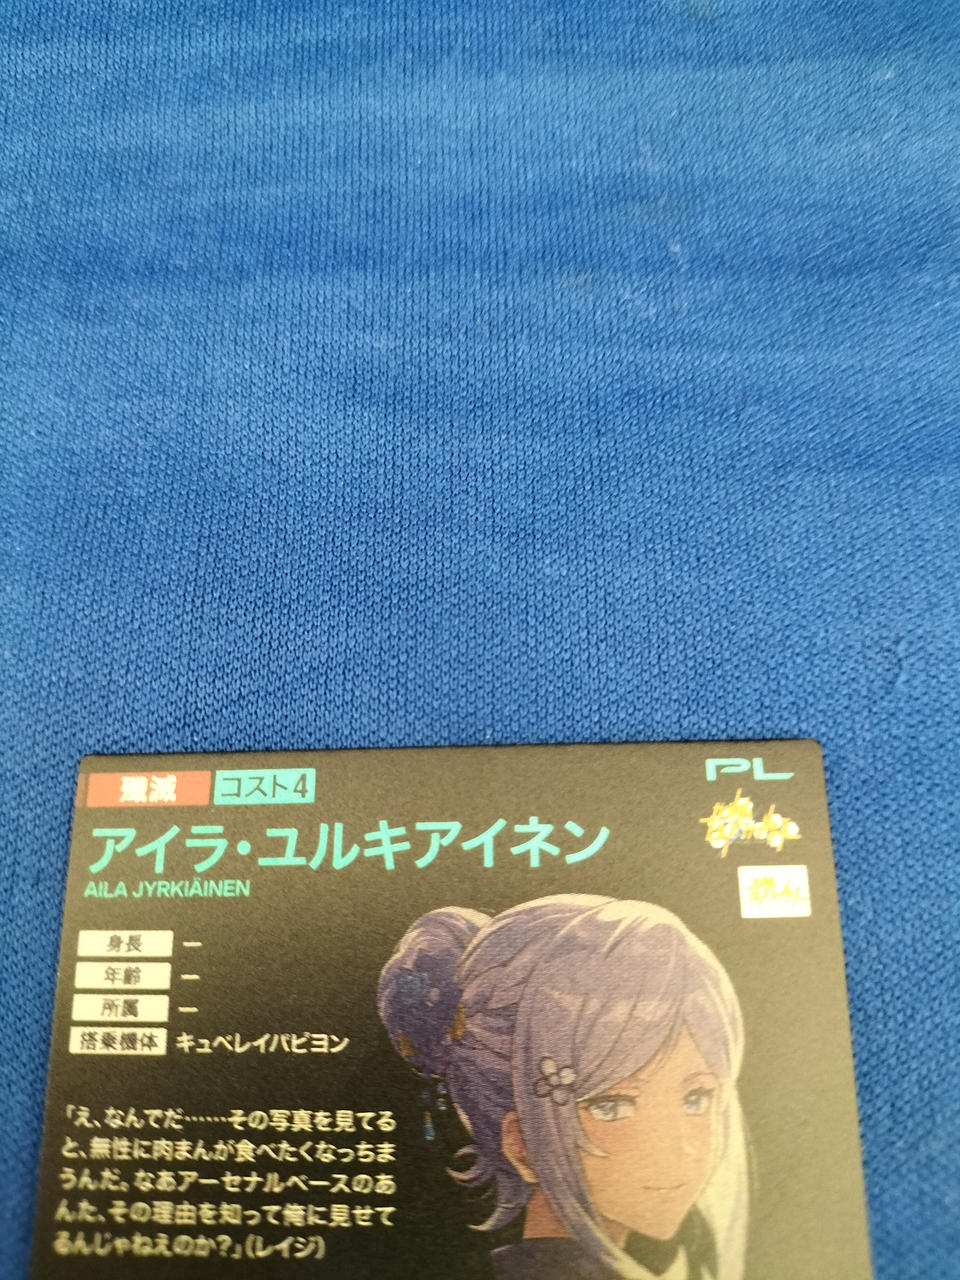 殲滅 コスト4 PL
アイラ・ユルキアイネン
AILA JYRKIÄINEN
身長 ー
年齢 ー
所属 ー
搭乗機体 キュベレイパピヨン
「え、なんでだ……その写真を見てる
と、無性に肉まんが食べたくなっちま
うんだ。なあアーセナルベースのあ
んた、その理由を知って俺に見せて
るんじゃねえのか?」(レイジ)